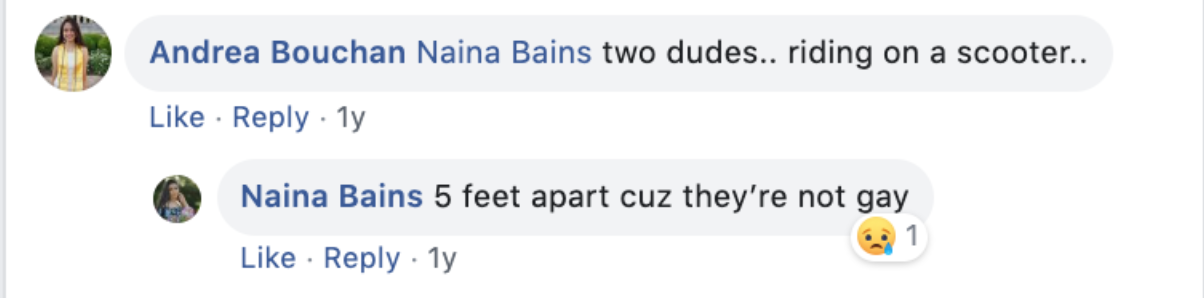 Andrea Bouchan Naina Bains two dudes.. riding on a scooter..
Like · Reply · 1y
Naina Bains 5 feet apart cuz they’re not gay
1
Like · Reply · 1y